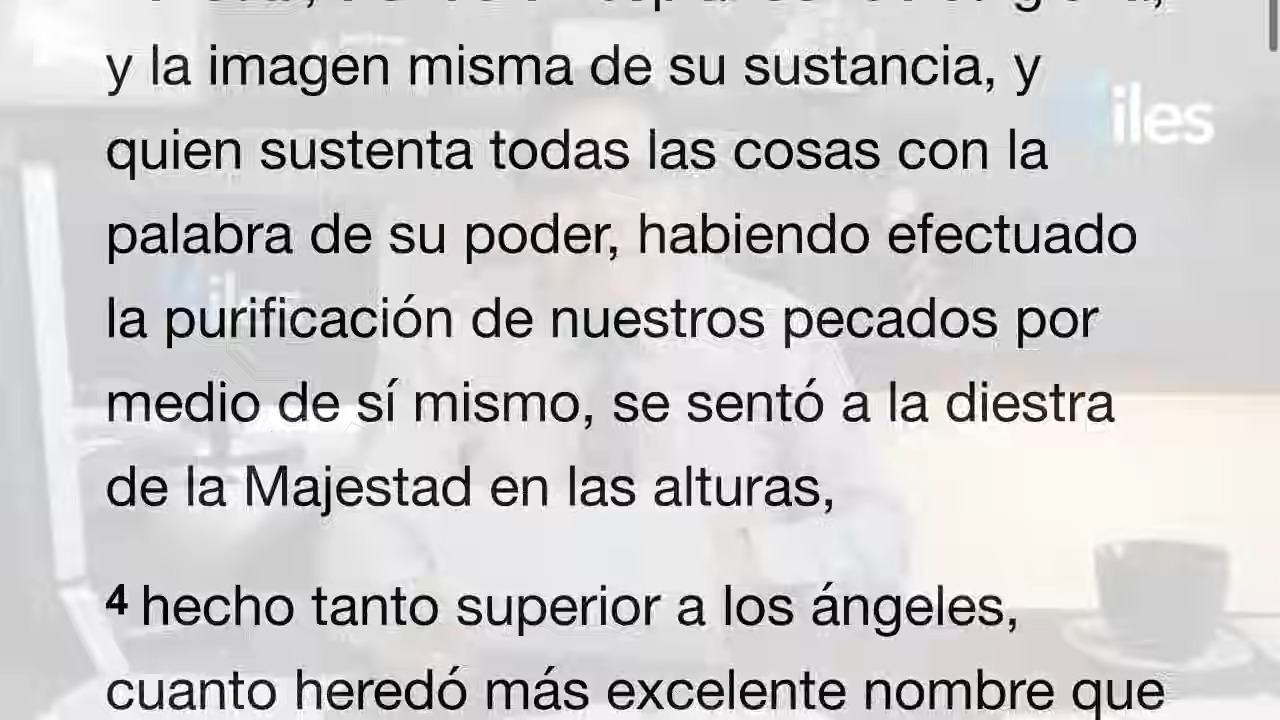 y la imagen misma de su sustancia, y
quien sustenta todas las cosas con la
palabra de su poder, habiendo efectuado
la purificación de nuestros pecados por
medio de sí mismo, se sentó a la diestra
de la Majestad en las alturas,
4 hecho tanto superior a los ángeles,
cuanto heredó más excelente nombre que
iles